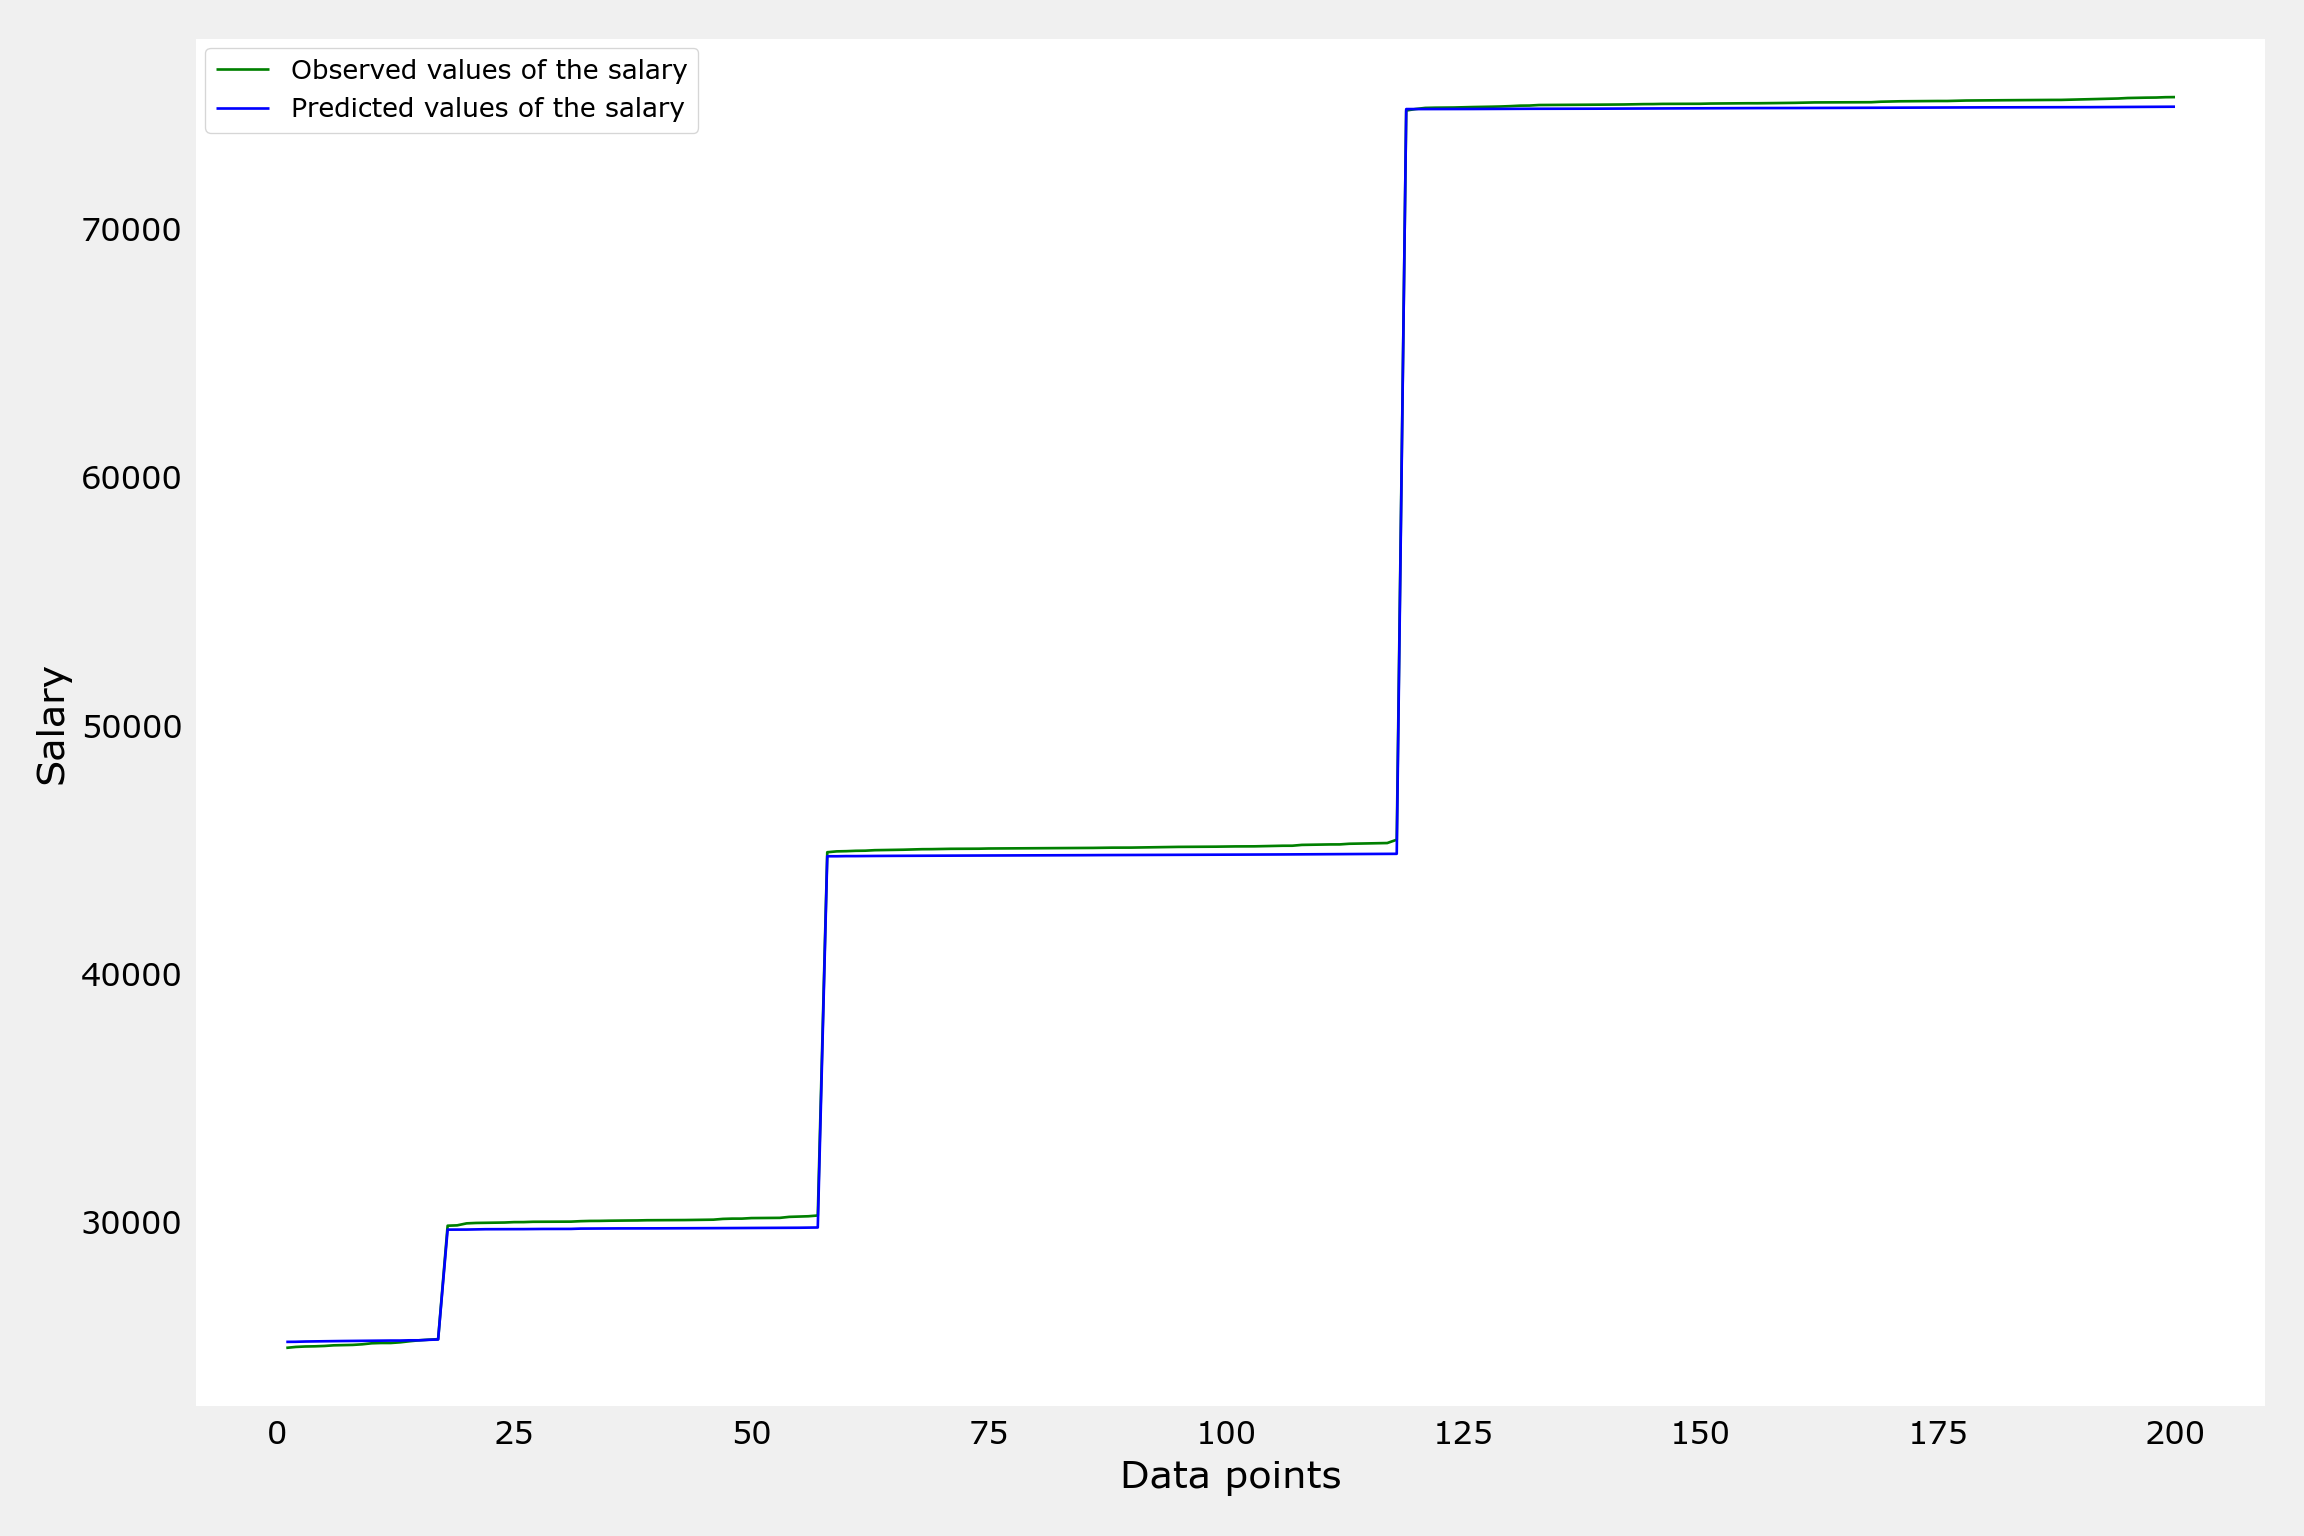 Observed values of the salary
Predicted values of the salary
70000
60000
50000
40000
30000
Salary
0 25 50 75 100 125 150 175 200
Data points